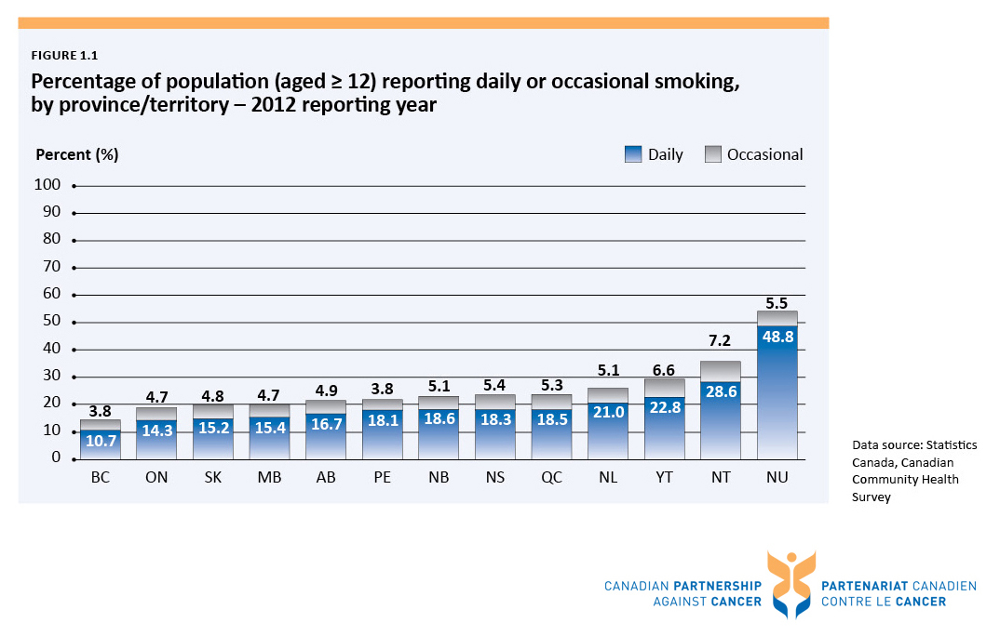 FIGURE 1.1
Percentage of population (aged ≥ 12) reporting daily or occasional smoking,
by province/territory – 2012 reporting year
Percent (%)
Daily Occasional
100
90
80
70
60
50
40
30
20
10
0
3.8 4.7 4.8 4.7 4.9 3.8 5.1 5.4 5.3 5.1 6.6 7.2 5.5
10.7 14.3 15.2 15.4 16.7 18.1 18.6 18.3 18.5 21.0 22.8 28.6 48.8
BC ON SK MB AB PE NB NS QC NL YT NT NU
Data source: Statistics
Canada, Canadian
Community Health
Survey
CANADIAN PARTNERSHIP
AGAINST CANCER
PARTENARIAT CANADIEN
CONTRE LE CANCER